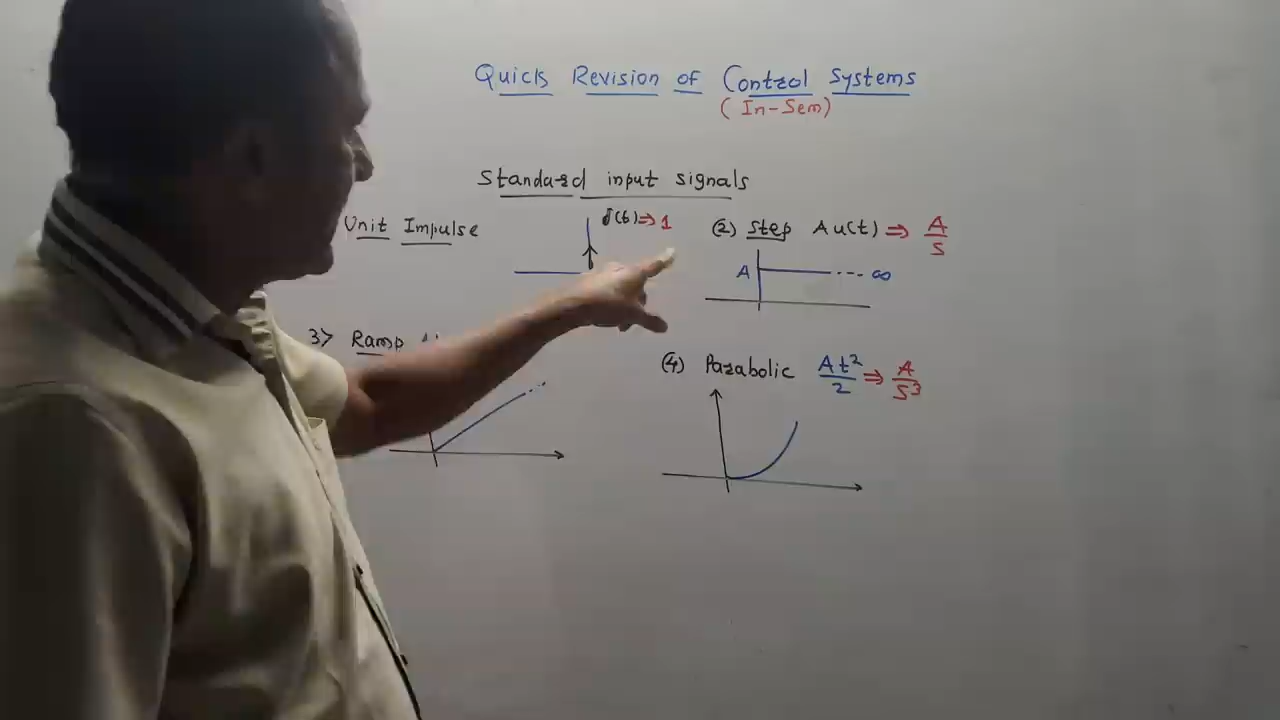 Quick Revision of Control Systems
(In-Sem)
Standard input signals
Unit Impulse δ(t) ⇒ 1
(2) Step Au(t) ⇒ A/s
A ∞
3> Ramp
(4) Parabolic At²/2 ⇒ A/s³